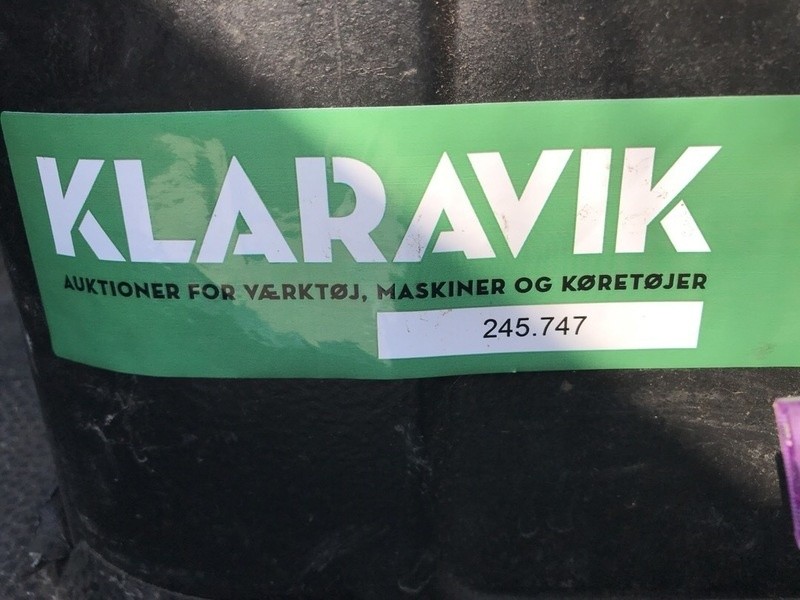 KLARAVIK
AUKTIONER FOR VÆRKTØJ, MASKINER OG KØRETØJER
245.747